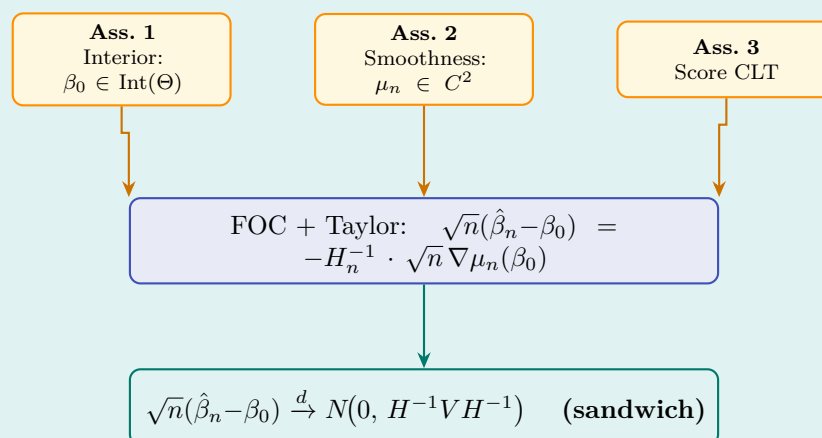 Ass. 1
Interior:
β₀ ∈ Int(Θ)
Ass. 2
Smoothness:
μₙ ∈ C²
Ass. 3
Score CLT
FOC + Taylor: √n(β̂ₙ−β₀) =
−Hₙ⁻¹ · √n ∇μₙ(β₀)
√n(β̂ₙ−β₀) →ᵈ N(0, H⁻¹VH⁻¹) (sandwich)